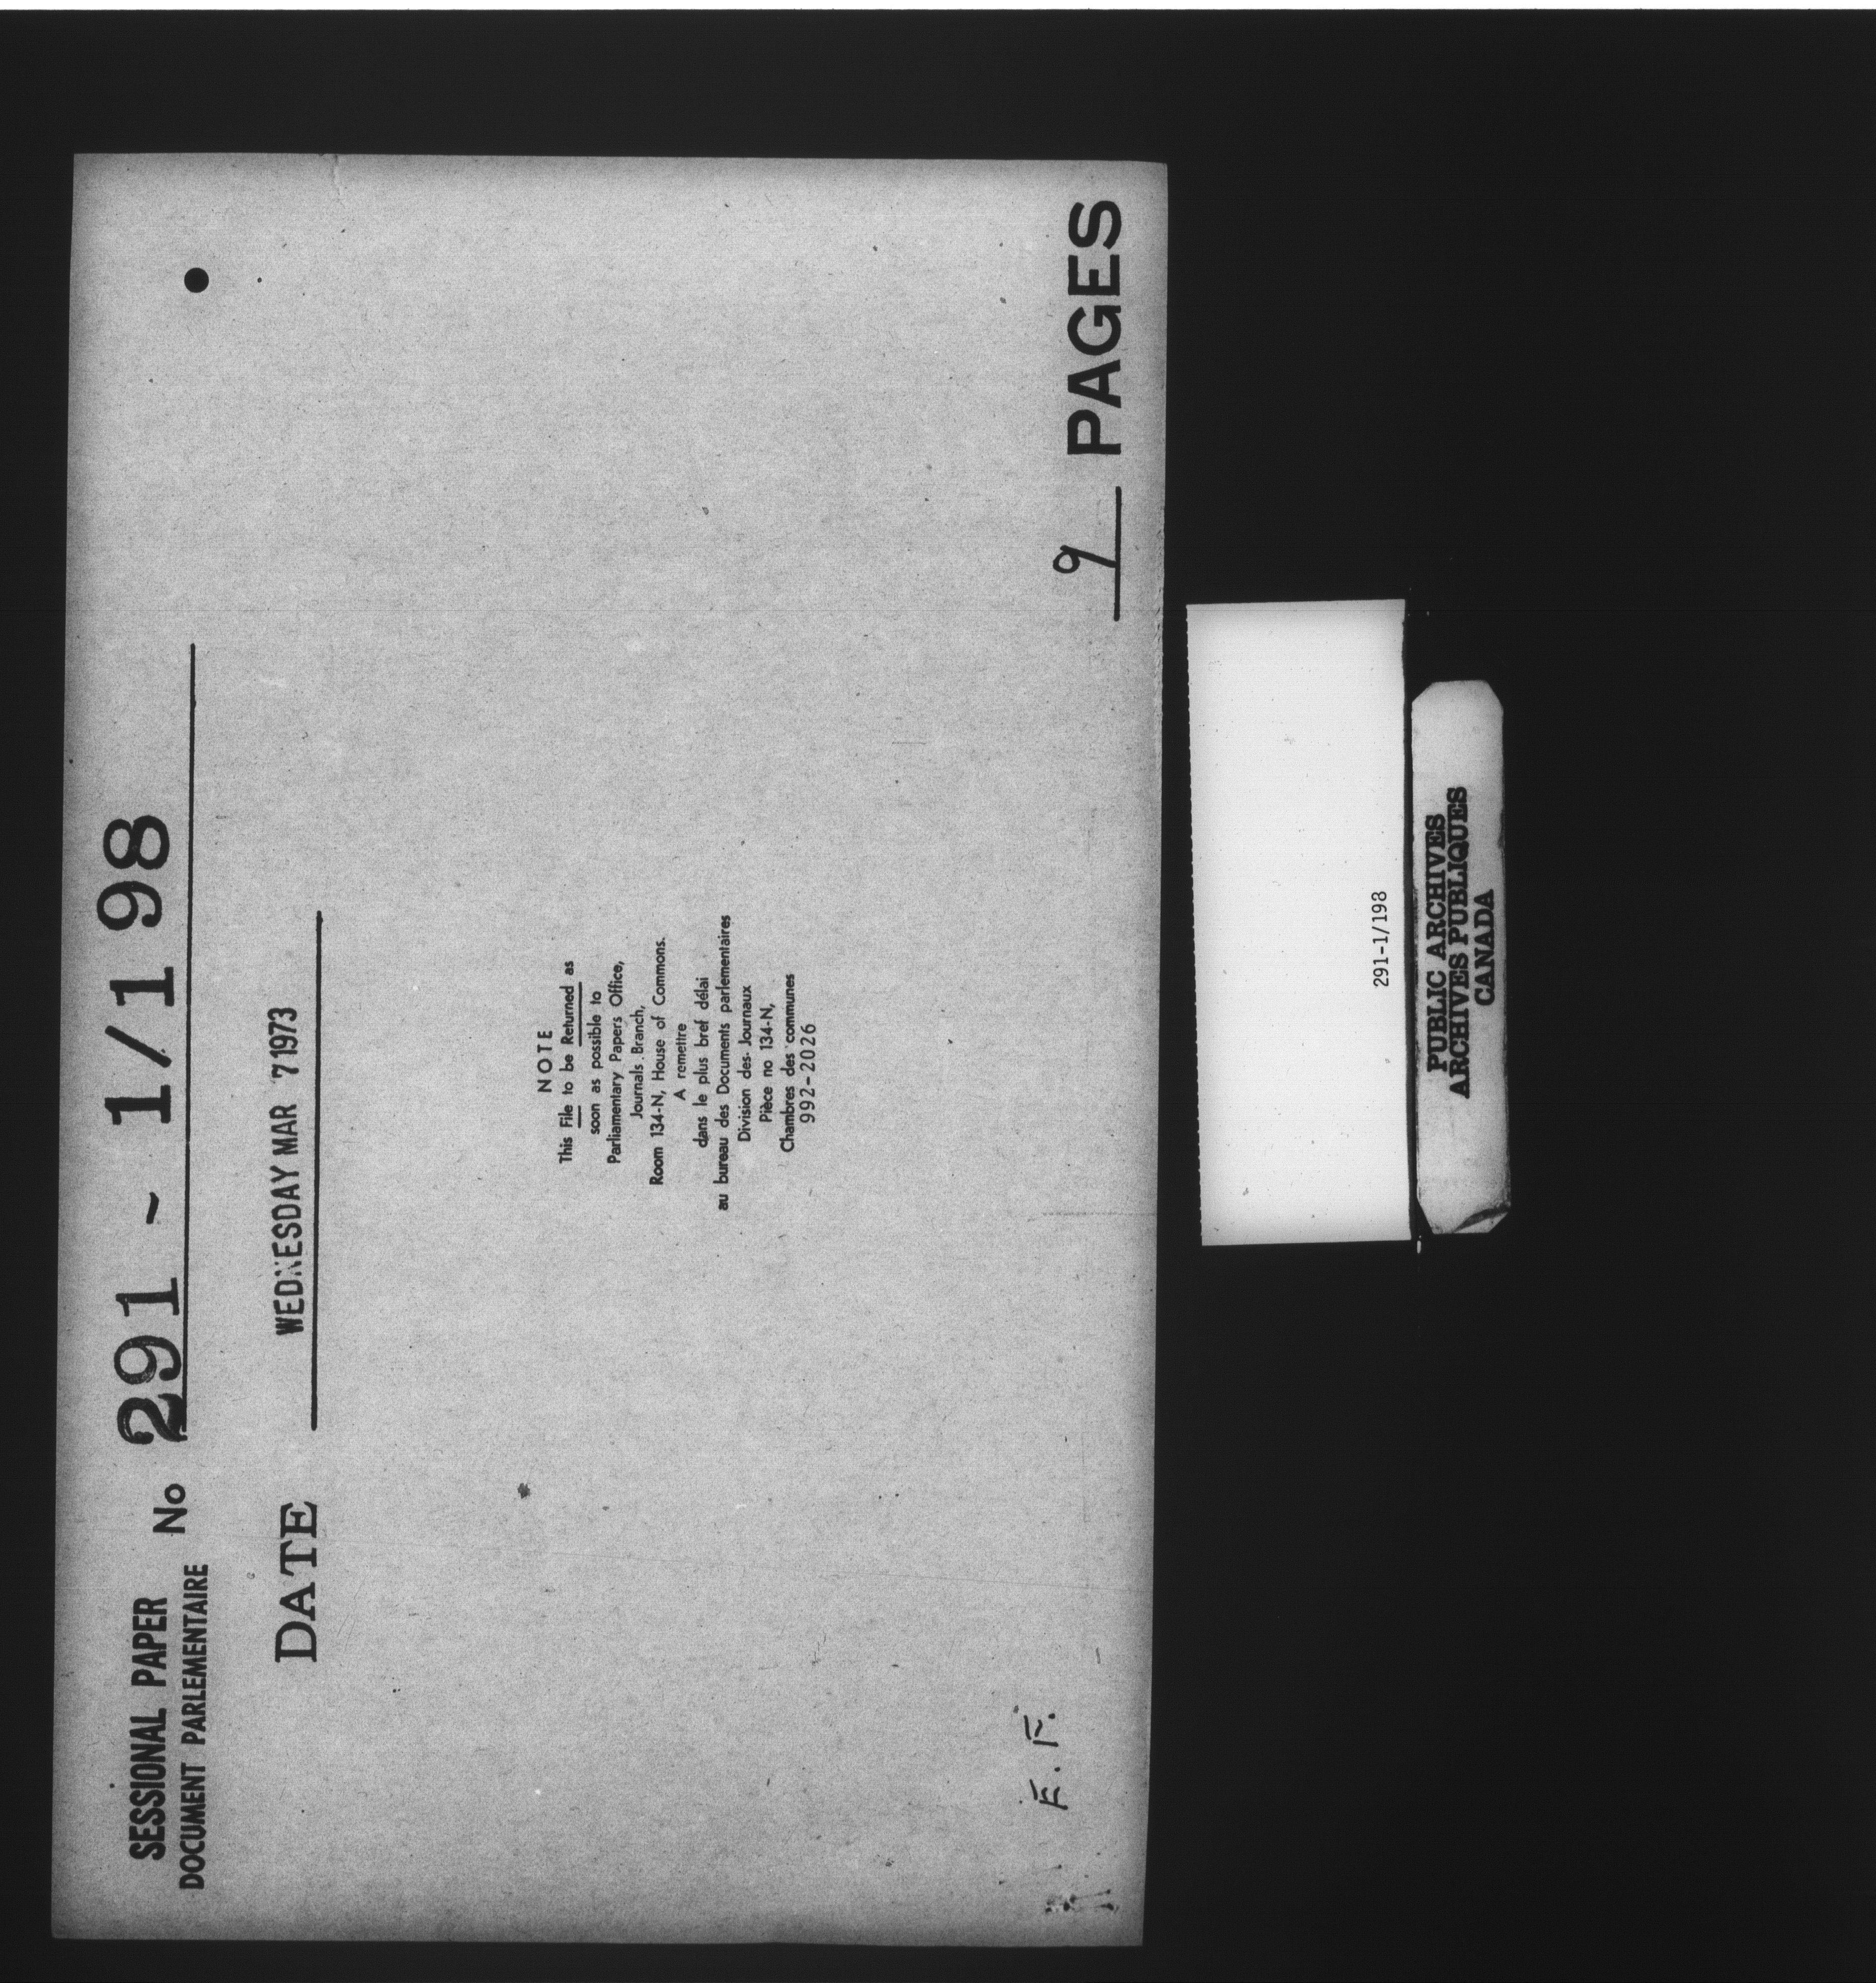 SESSIONAL PAPER
DOCUMENT PARLEMENTAIRE
No 291 - 1/198
DATE WEDNESDAY MAR 7 1973
NOTE
This File to be Returned as
soon as possible to
Parliamentary Papers Office,
Journals Branch,
Room 134-N, House of Commons.
A remettre
dans le plus bref délai
au bureau des Documents parlementaires
Division des Journaux
Pièce no 134-N,
Chambres des communes
992-2026
E. F.
9 PAGES
291-1/198
PUBLIC ARCHIVES
ARCHIVES PUBLIQUES
CANADA